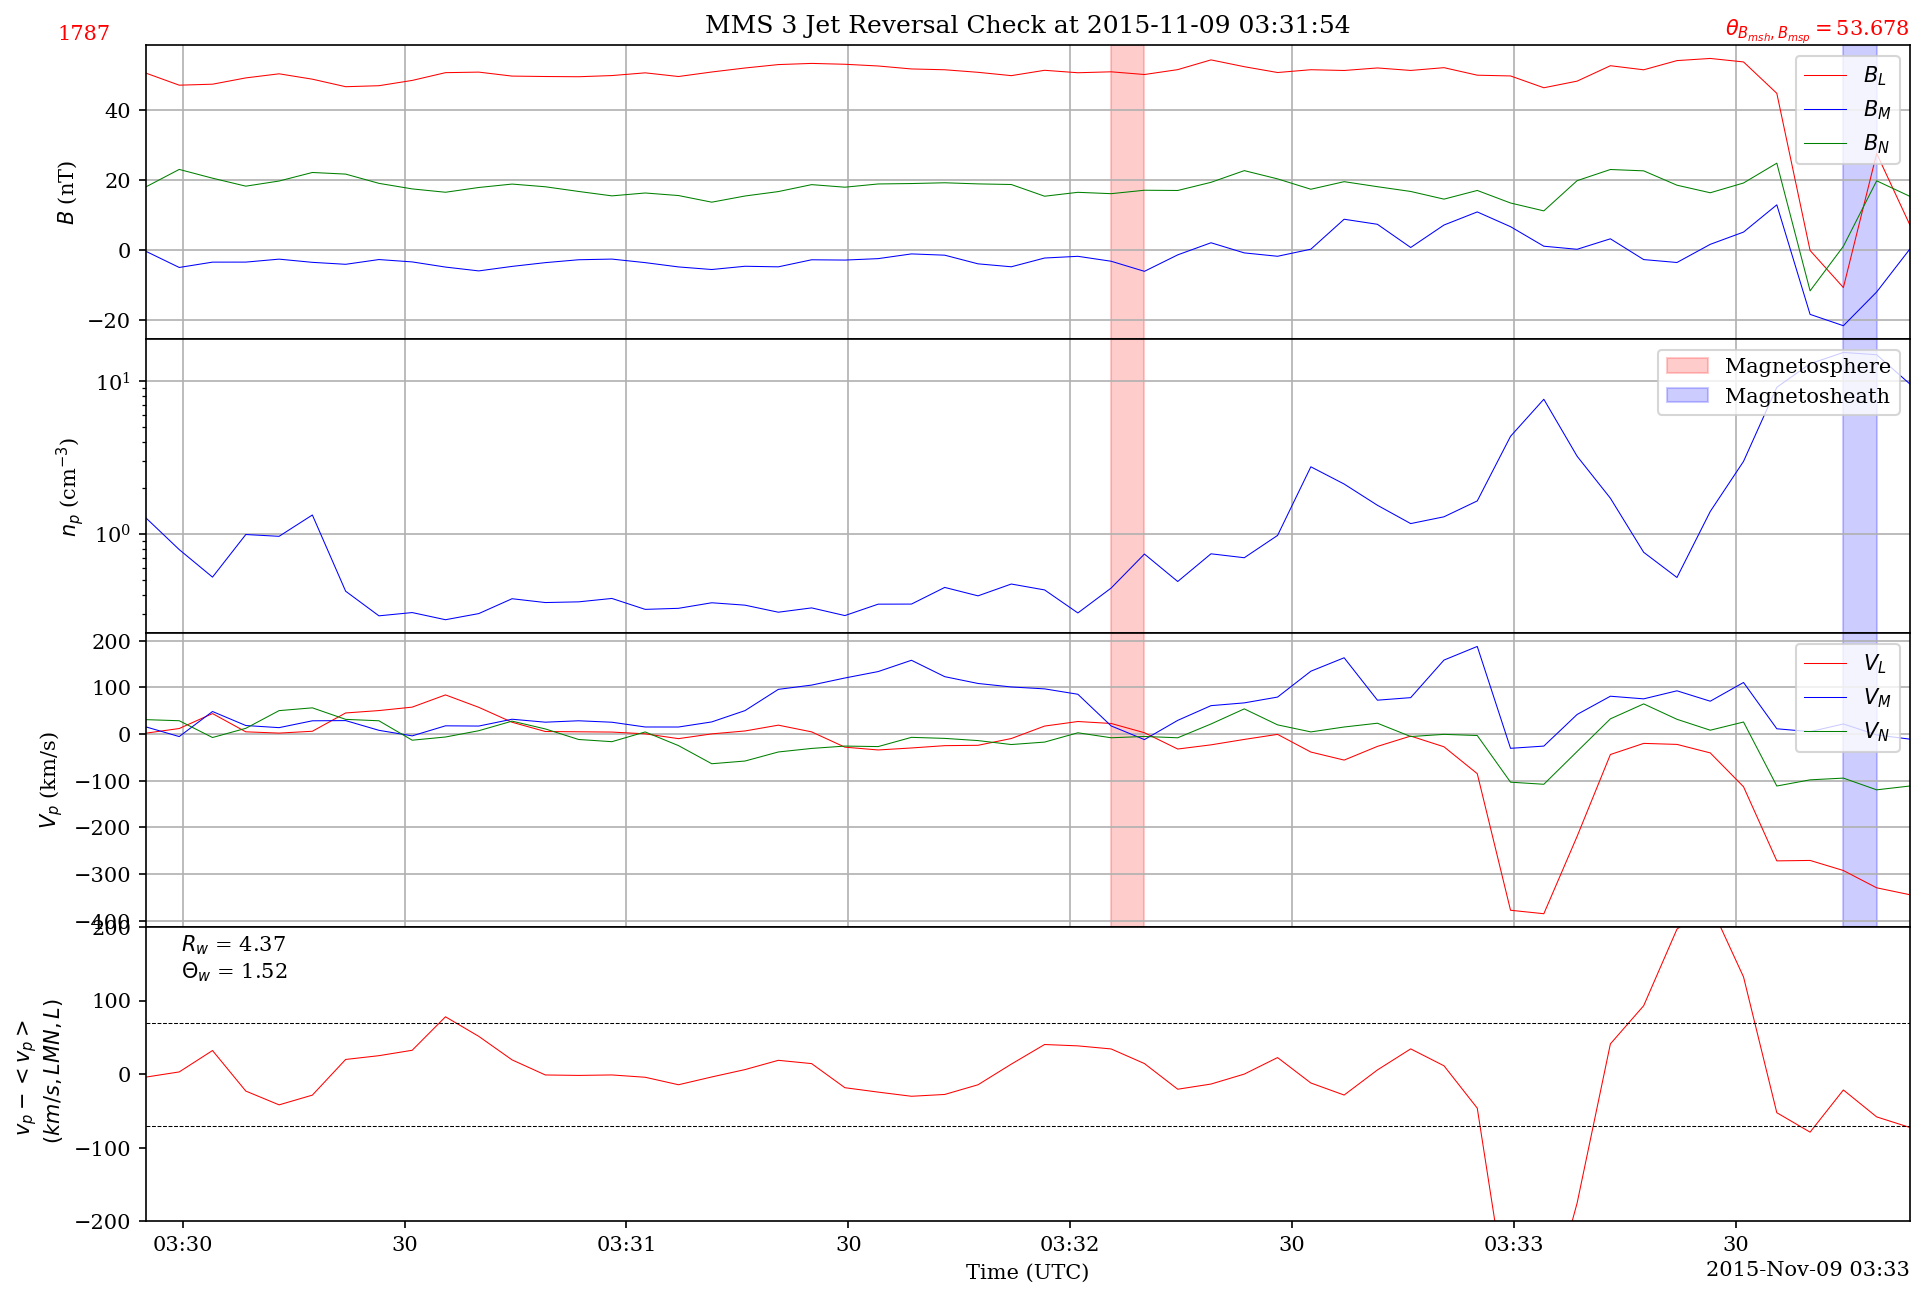 MMS 3 Jet Reversal Check at 2015-11-09 03:31:54
1787
θ_{B_{msh}, B_{msp}} = 53.678
40
20
0
−20
B (nT)
B_L
B_M
B_N
10^1
10^0
n_p (cm^{−3})
Magnetosphere
Magnetosheath
200
100
0
−100
−200
−300
−400
V_p (km/s)
V_L
V_M
V_N
200
100
0
−100
−200
v_p − < v_p >
(km/s, LMN, L)
R_w = 4.37
Θ_w = 1.52
03:30 30 03:31 30 03:32 30 03:33 30
Time (UTC)
2015-Nov-09 03:33